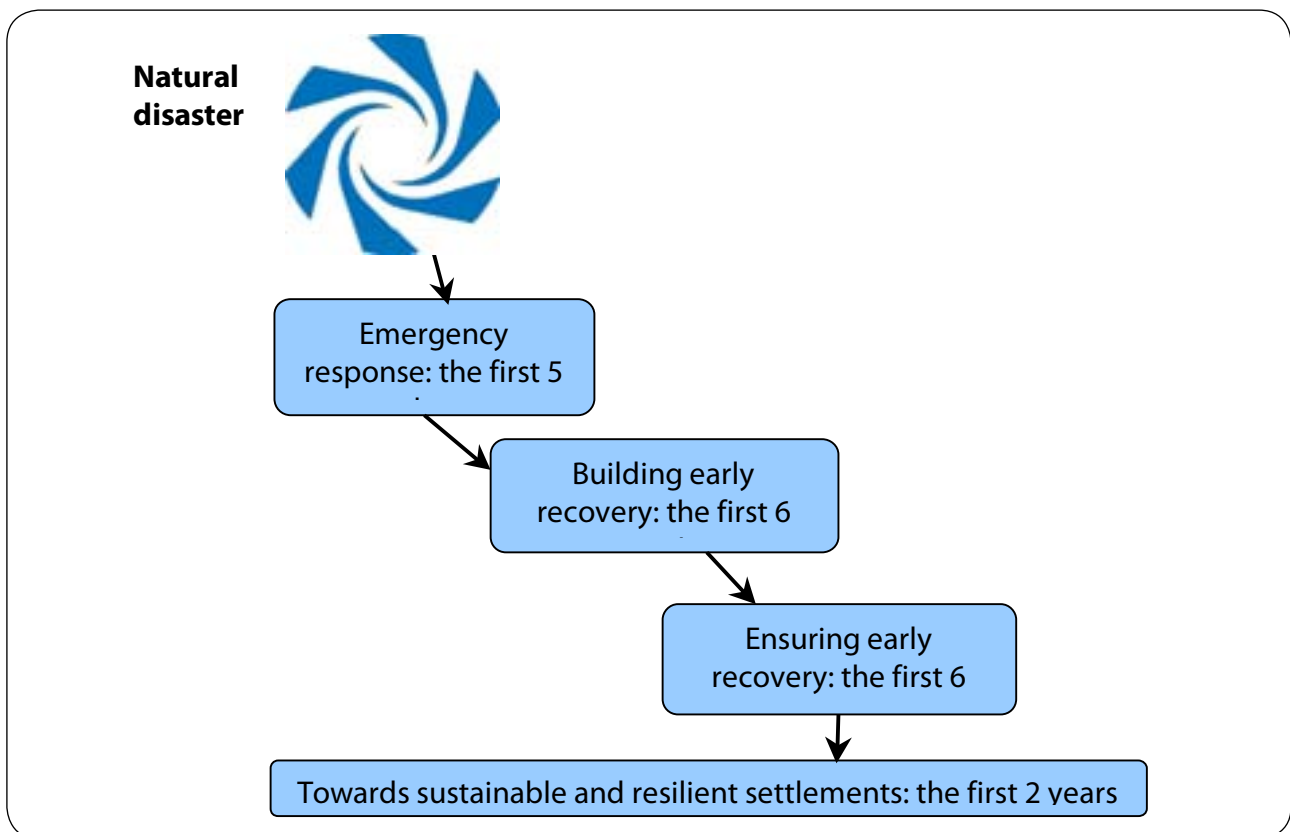 Natural
disaster
Emergency
response: the first 5
Building early
recovery: the first 6
Ensuring early
recovery: the first 6
Towards sustainable and resilient settlements: the first 2 years